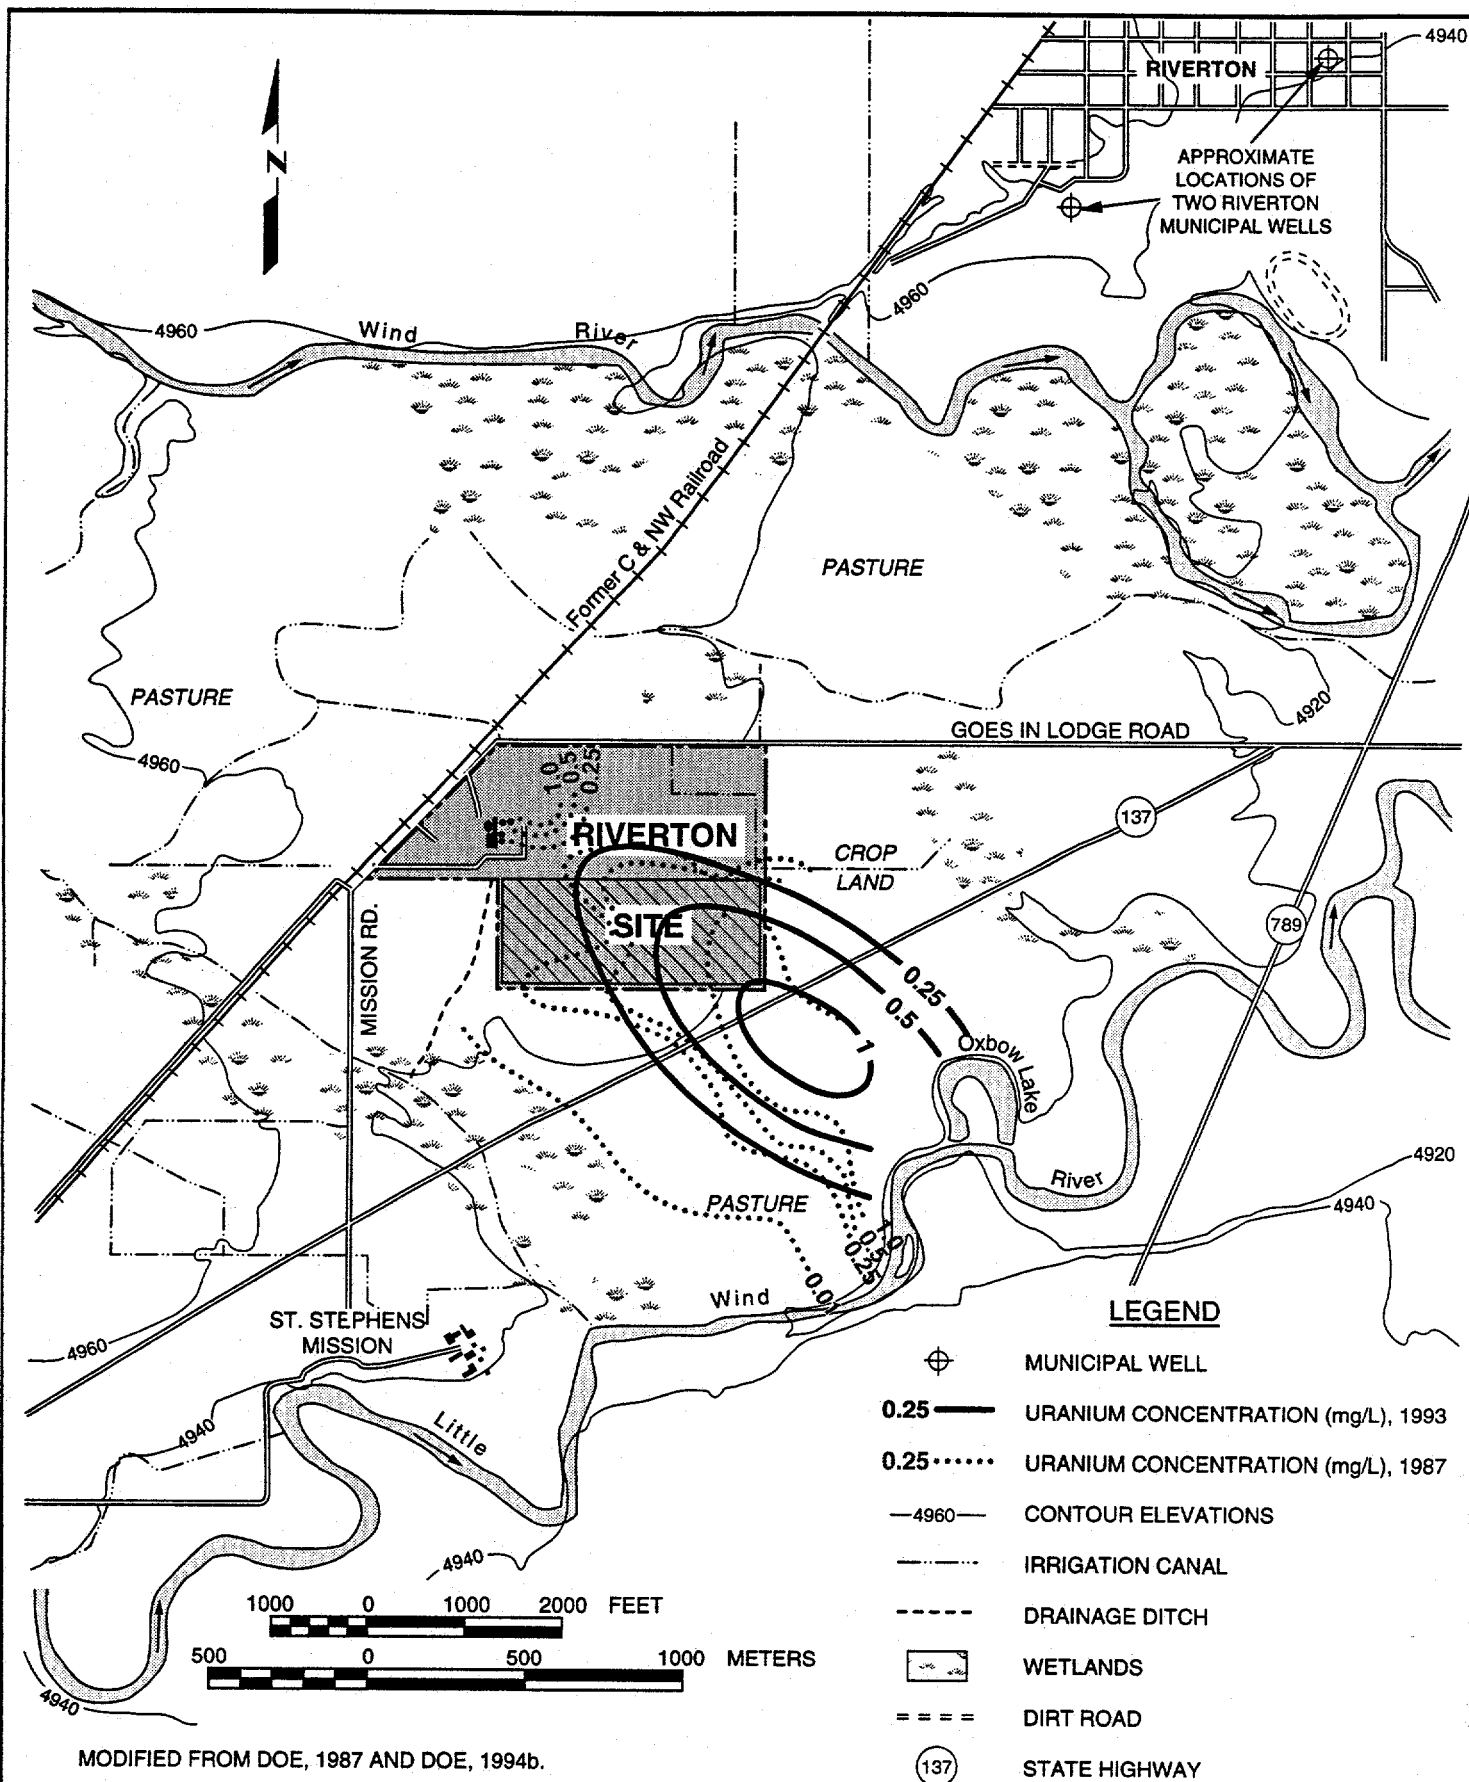 4940
RIVERTON
N
APPROXIMATE
LOCATIONS OF
TWO RIVERTON
MUNICIPAL WELLS
4960
4960
Wind
River
Former C & NW Railroad
PASTURE
PASTURE
4920
GOES IN LODGE ROAD
4960
1.0
0.5
0.25
137
RIVERTON
CROP
LAND
SITE
789
MISSION RD.
0.25
0.5
1
Oxbow Lake
PASTURE
River
4920
4940
1.0
0.5
0.25
0.0
Wind
ST. STEPHENS
MISSION
4960
Little
4940
4940
4940
LEGEND
MUNICIPAL WELL
0.25 URANIUM CONCENTRATION (mg/L), 1993
0.25 URANIUM CONCENTRATION (mg/L), 1987
4960 CONTOUR ELEVATIONS
IRRIGATION CANAL
DRAINAGE DITCH
WETLANDS
DIRT ROAD
137 STATE HIGHWAY
1000 0 1000 2000 FEET
500 0 500 1000 METERS
MODIFIED FROM DOE, 1987 AND DOE, 1994b.